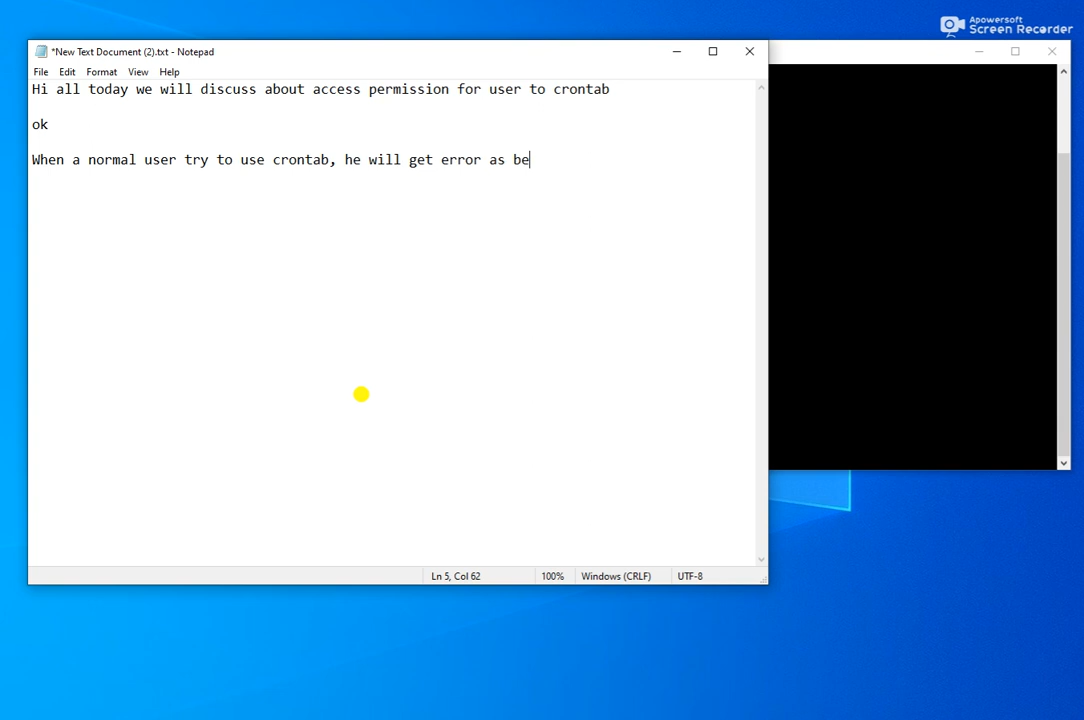 Apowersoft
Screen Recorder
*New Text Document (2).txt - Notepad
File Edit Format View Help
Hi all today we will discuss about access permission for user to crontab
ok
When a normal user try to use crontab, he will get error as be
Ln 5, Col 62 100% Windows (CRLF) UTF-8